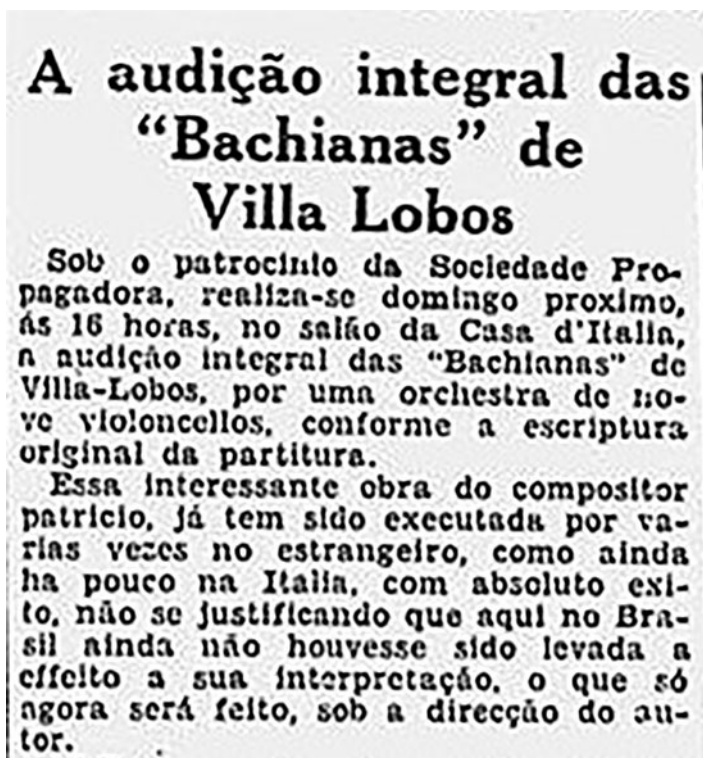 A audição integral das
“Bachianas” de
Villa Lobos
Sob o patrocinio da Sociedade Pro-
pagadora, realiza-se domingo proximo,
ás 16 horas, no salão da Casa d'Italia,
a audição integral das "Bachianas" de
Villa-Lobos, por uma orchestra de no-
ve violoncellos, conforme a escriptura
original da partitura.
Essa interessante obra do compositor
patricio, já tem sido executada por va-
rias vezes no estrangeiro, como ainda
ha pouco na Italia, com absoluto exi-
to, não se justificando que aqui no Bra-
sil ainda não houvesse sido levada a
effeito a sua interpretação, o que só
agora será feito, sob a direcção do au-
tor.